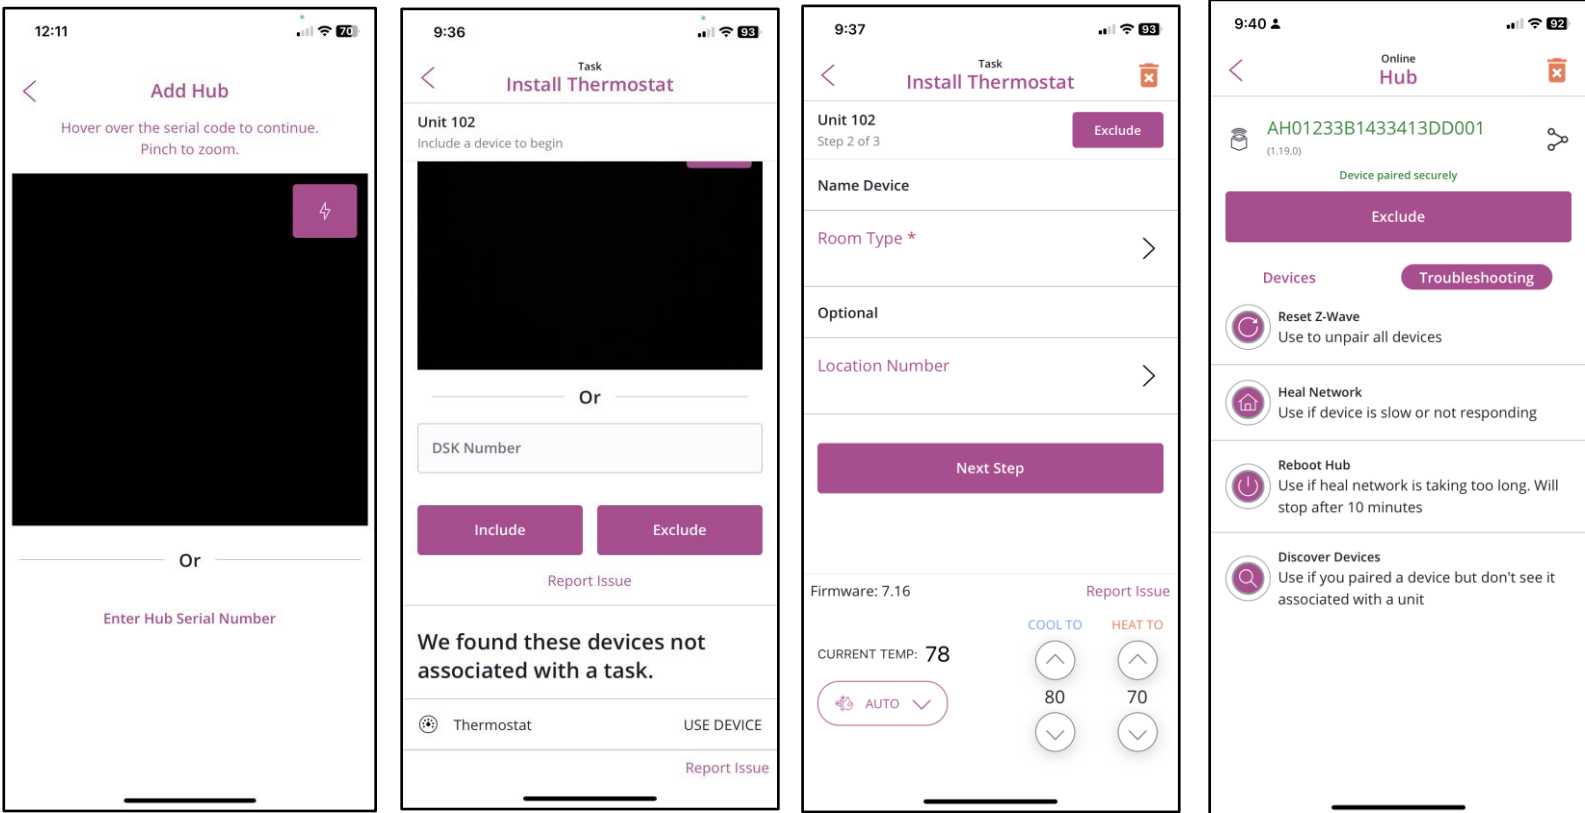 12:11
70
Add Hub
Hover over the serial code to continue.
Pinch to zoom.
Or
Enter Hub Serial Number
9:36
93
Task
Install Thermostat
Unit 102
Include a device to begin
Or
DSK Number
Include
Exclude
Report Issue
We found these devices not
associated with a task.
Thermostat
USE DEVICE
Report Issue
9:37
93
Task
Install Thermostat
Unit 102
Step 2 of 3
Exclude
Name Device
Room Type *
Optional
Location Number
Next Step
Firmware: 7.16
Report Issue
COOL TO
HEAT TO
CURRENT TEMP: 78
80
70
AUTO
9:40
92
Online
Hub
AH01233B1433413DD001
(1.19.0)
Device paired securely
Exclude
Devices
Troubleshooting
Reset Z-Wave
Use to unpair all devices
Heal Network
Use if device is slow or not responding
Reboot Hub
Use if heal network is taking too long. Will
stop after 10 minutes
Discover Devices
Use if you paired a device but don't see it
associated with a unit